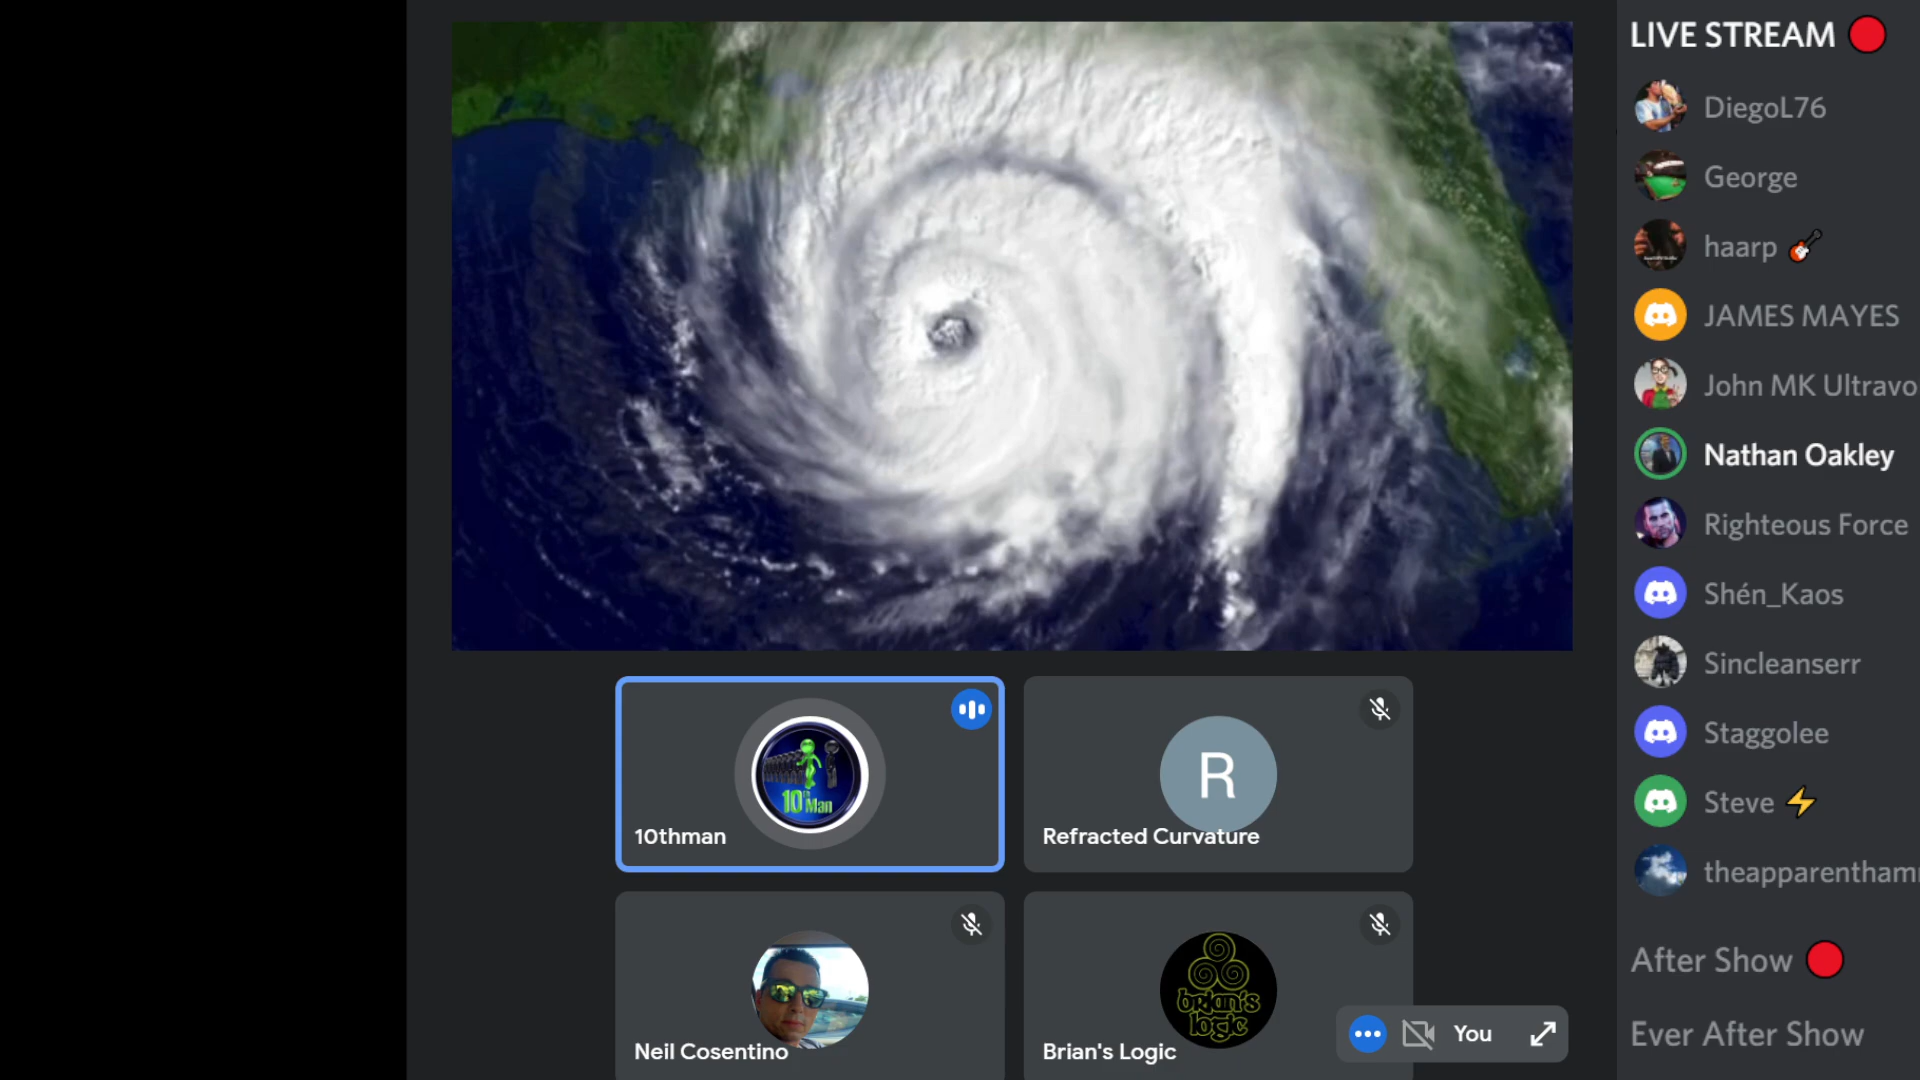 LIVE STREAM
DiegoL76
George
haarp
JAMES MAYES
John MK Ultravo
Nathan Oakley
Righteous Force
Shén_Kaos
Sincleanserr
Staggolee
Steve
theapparentham
After Show
Ever After Show
10th Man
10thman
R
Refracted Curvature
Neil Cosentino
brian's
logic
Brian's Logic
You